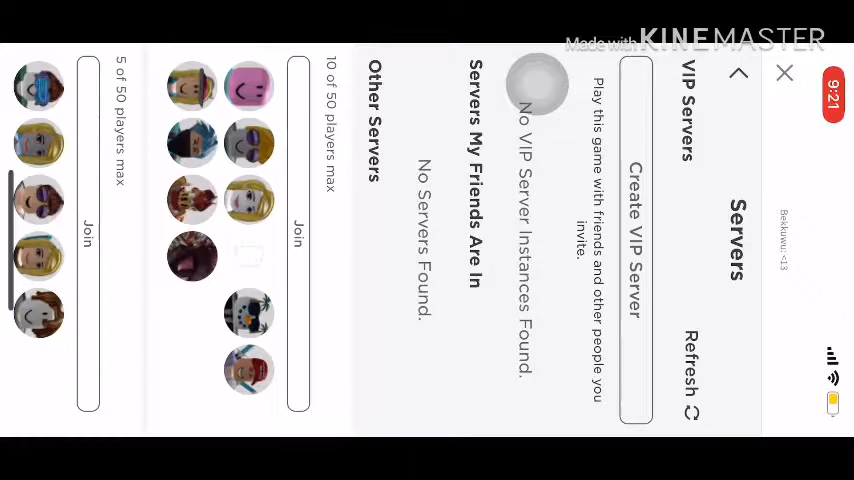 Made with KINEMASTER
9:21
Bekkuwu: <13
Servers
VIP Servers
Refresh
Create VIP Server
Play this game with friends and other people you
invite.
No VIP Server Instances Found.
Servers My Friends Are In
No Servers Found.
Other Servers
10 of 50 players max
Join
5 of 50 players max
Join